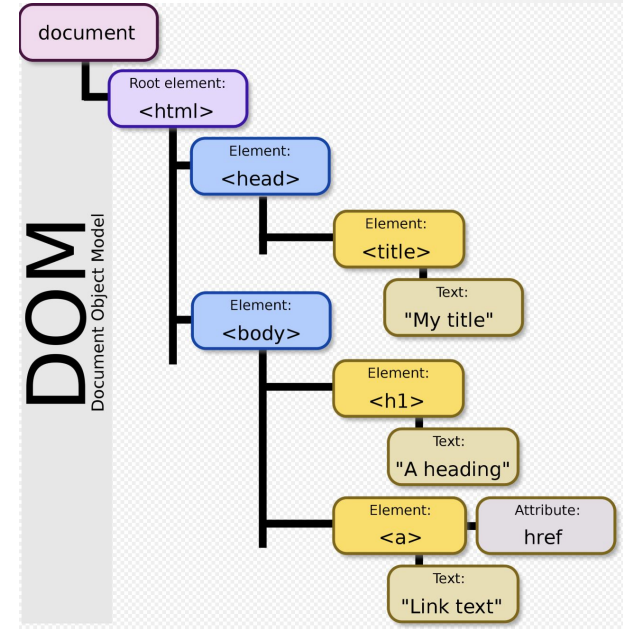 document
Root element:
<html>
Element:
<head>
Element:
<title>
Text:
"My title"
Element:
<body>
Element:
<h1>
Text:
"A heading"
Element:
<a>
Attribute:
href
Text:
"Link text"
DOM
Document Object Model